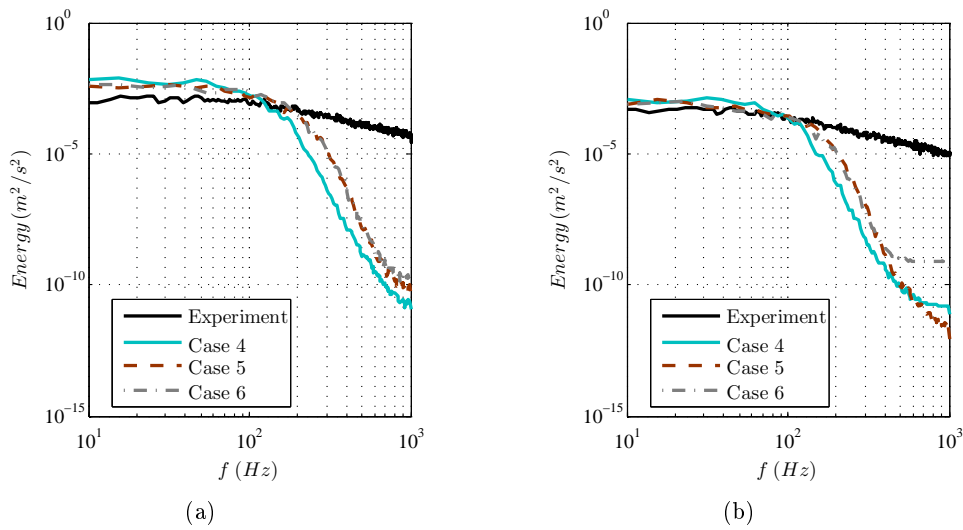 10^0
10^-5
10^-10
10^-15
Energy (m^2/s^2)
Experiment
Case 4
Case 5
Case 6
10^1
10^2
10^3
f (Hz)
(a)
10^0
10^-5
10^-10
10^-15
Energy (m^2/s^2)
Experiment
Case 4
Case 5
Case 6
10^1
10^2
10^3
f (Hz)
(b)